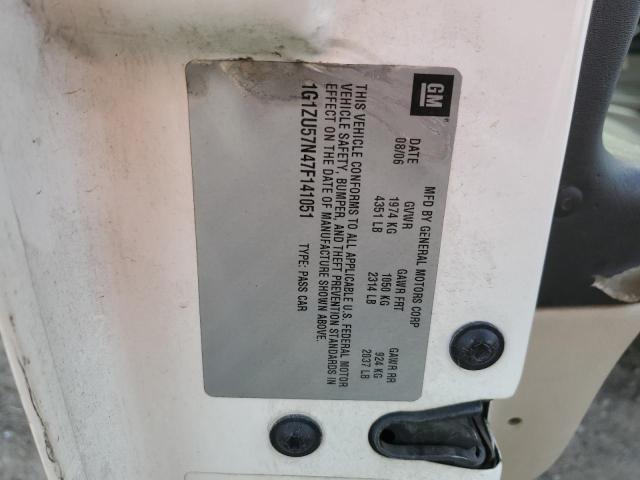 GM
MFD BY GENERAL MOTORS CORP
DATE GVWR GAWR FRT GAWR RR
08/06 1974 KG 1050 KG 924 KG
4351 LB 2314 LB 2037 LB
THIS VEHICLE CONFORMS TO ALL APPLICABLE U.S. FEDERAL MOTOR
VEHICLE SAFETY, BUMPER, AND THEFT PREVENTION STANDARDS IN
EFFECT ON THE DATE OF MANUFACTURE SHOWN ABOVE.
1G1ZU57N47F141051 TYPE: PASS CAR